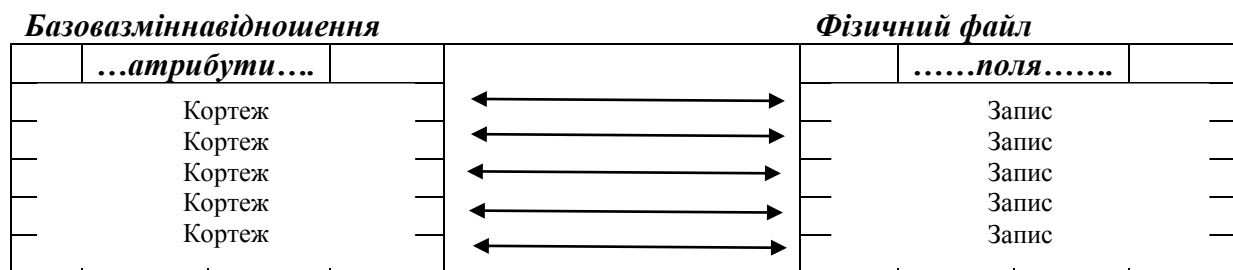 Базовазміннавідношення Фізичний файл
…атрибути…. ……поля…….
Кортеж Запис
Кортеж Запис
Кортеж Запис
Кортеж Запис
Кортеж Запис